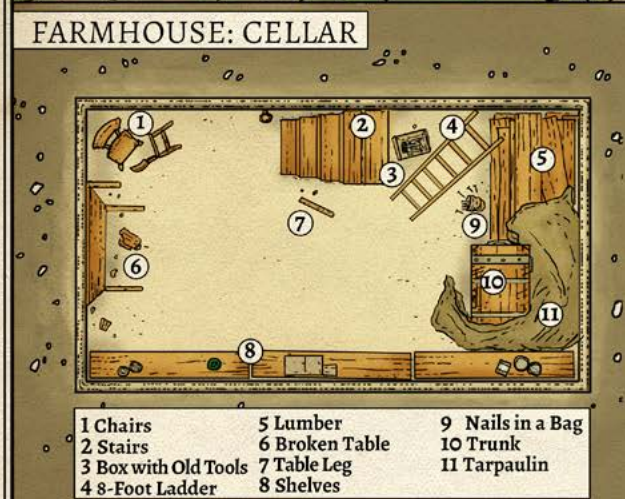 FARMHOUSE: CELLAR
1
2
4
5
3
7
9
6
10
11
8
1 Chairs
2 Stairs
3 Box with Old Tools
4 8-Foot Ladder
5 Lumber
6 Broken Table
7 Table Leg
8 Shelves
9 Nails in a Bag
10 Trunk
11 Tarpaulin